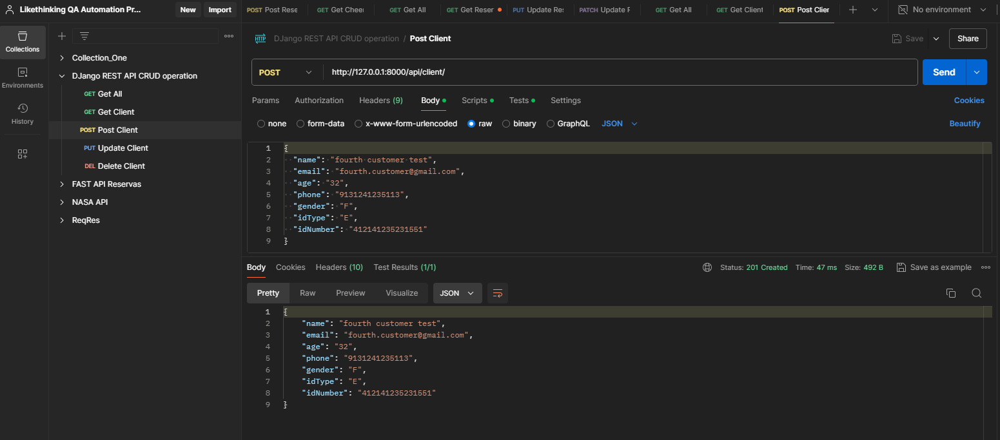 Likethinking QA Automation Pr... New Import POST Post Rese GET Get Cheer GET Get All GET Get Reser PUT Update Res PATCH Update F GET Get All GET Get Client POST Post Clier No environment
Collections
Environments
History
Collection_One
DJango REST API CRUD operation
GET Get All
GET Get Client
POST Post Client
PUT Update Client
DEL Delete Client
FAST API Reservas
NASA API
ReqRes
HTTP DJango REST API CRUD operation / Post Client Save Share
POST http://127.0.0.1:8000/api/client/ Send
Params Authorization Headers (9) Body Scripts Tests Settings Cookies
none form-data x-www-form-urlencoded raw binary GraphQL JSON Beautify
1 {
2 "name": "fourth customer test",
3 "email": "fourth.customer@gmail.com",
4 "age": "32",
5 "phone": "9131241235113",
6 "gender": "F",
7 "idType": "E",
8 "idNumber": "412141235231551"
9 }
Body Cookies Headers (10) Test Results (1/1) Status: 201 Created Time: 47 ms Size: 492 B Save as example
Pretty Raw Preview Visualize JSON
1 {
2 "name": "fourth customer test",
3 "email": "fourth.customer@gmail.com",
4 "age": "32",
5 "phone": "9131241235113",
6 "gender": "F",
7 "idType": "E",
8 "idNumber": "412141235231551"
9 }